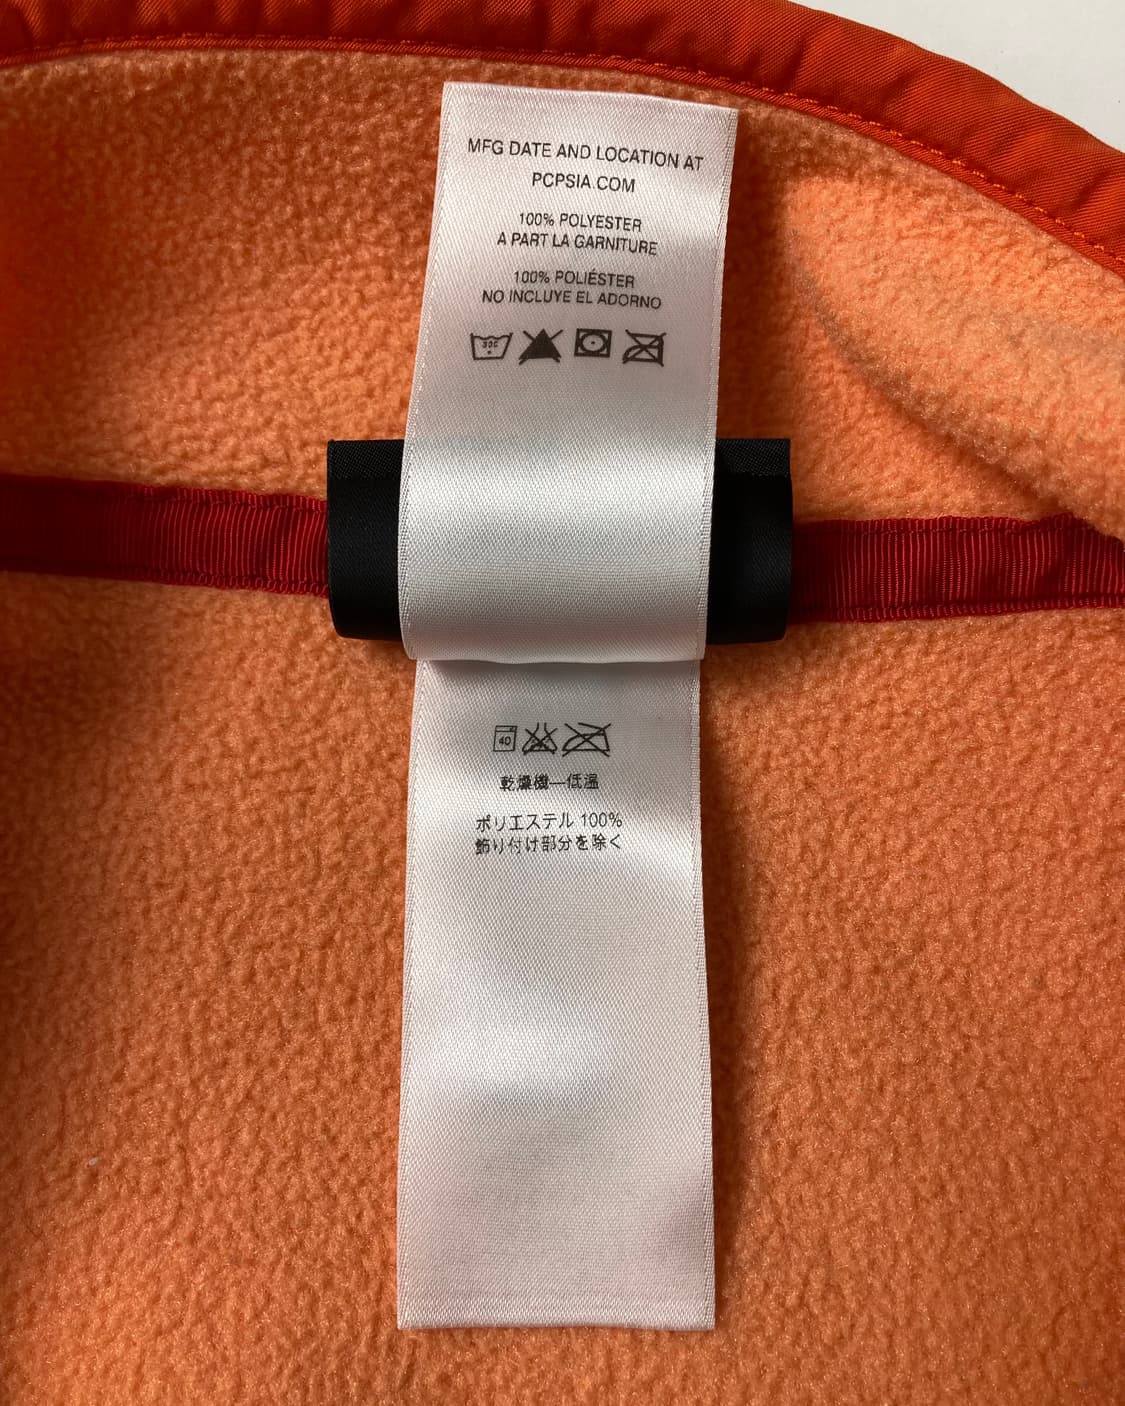 MFG DATE AND LOCATION AT
PCPSIA.COM
100% POLYESTER
A PART LA GARNITURE
100% POLIÉSTER
NO INCLUYE EL ADORNO
30C
40
乾燥機—低温
ポリエステル 100%
飾り付け部分を除く